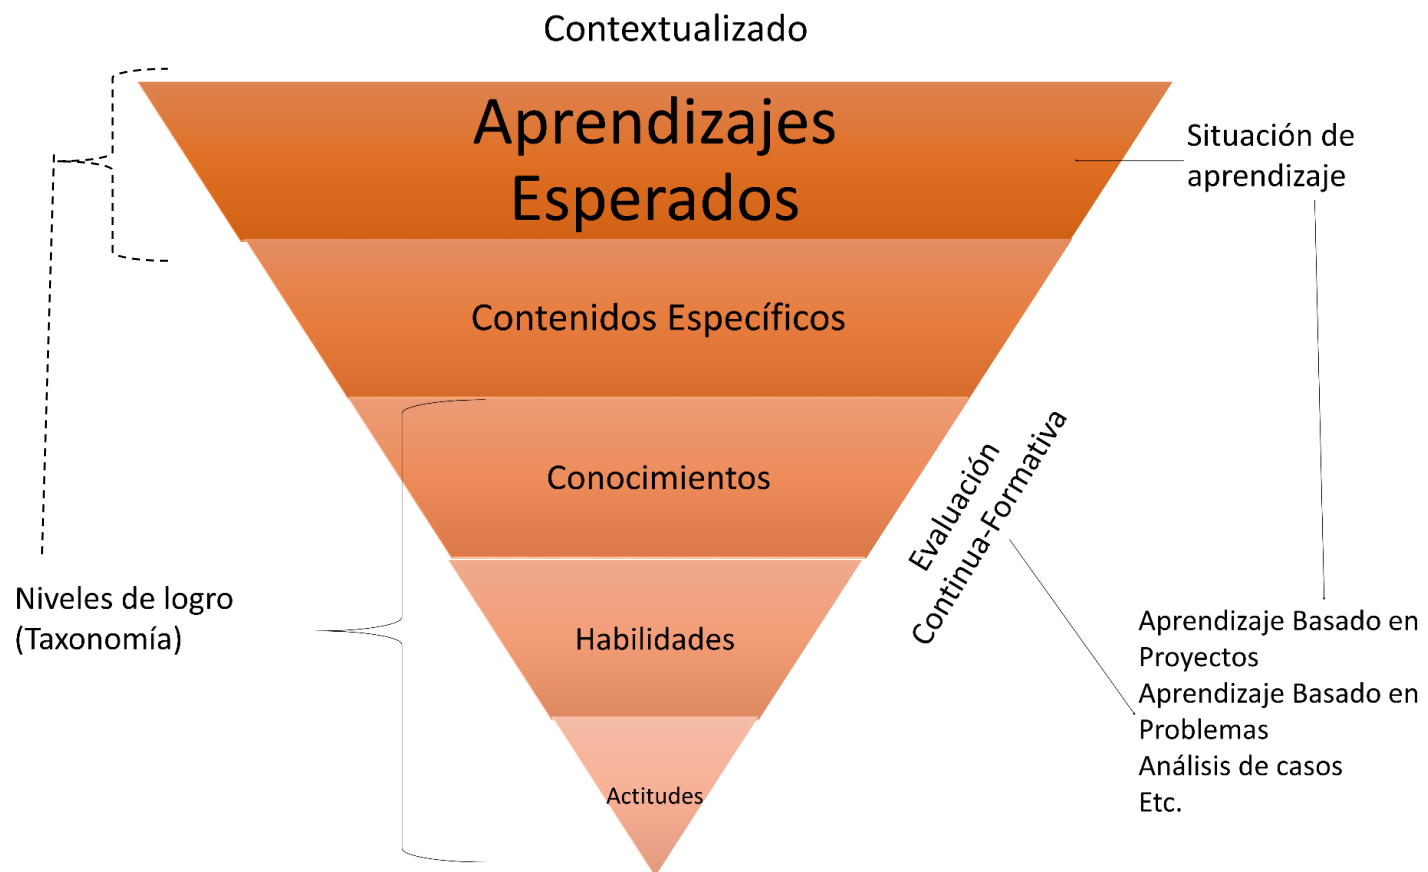 Contextualizado
Aprendizajes
Esperados
Situación de
aprendizaje
Contenidos Específicos
Conocimientos
Evaluación
Continua-Formativa
Niveles de logro
(Taxonomía)
Habilidades
Aprendizaje Basado en
Proyectos
Aprendizaje Basado en
Problemas
Análisis de casos
Etc.
Actitudes